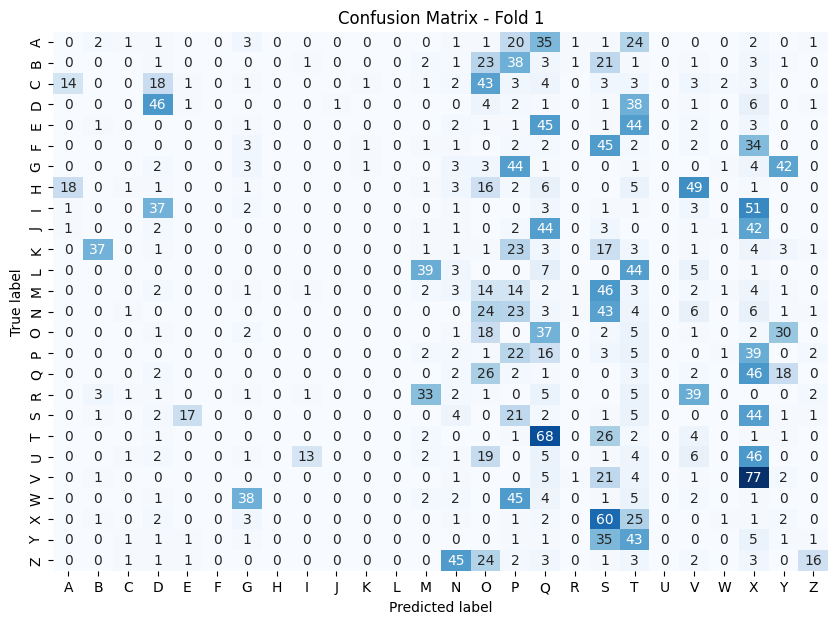 Confusion Matrix - Fold 1
A 0 2 1 1 0 0 3 0 0 0 0 0 0 1 1 20 35 1 1 24 0 0 0 2 0 1
B 0 0 0 1 0 0 0 0 1 0 0 0 2 1 23 38 3 1 21 1 0 1 0 3 1 0
C 14 0 0 18 1 0 1 0 0 0 1 0 1 2 43 3 4 0 3 3 0 3 2 3 0 0
D 0 0 0 46 1 0 0 0 0 1 0 0 0 0 4 2 1 0 1 38 0 1 0 6 0 1
E 0 1 0 0 0 0 1 0 0 0 0 0 0 2 1 1 45 0 1 44 0 2 0 3 0 0
F 0 0 0 0 0 0 3 0 0 0 1 0 1 1 0 2 2 0 45 2 0 2 0 34 0 0
G 0 0 0 2 0 0 3 0 0 0 1 0 0 3 3 44 1 0 0 1 0 0 1 4 42 0
H 18 0 1 1 0 0 1 0 0 0 0 0 1 3 16 2 6 0 0 5 0 49 0 1 0 0
I 1 0 0 37 0 0 2 0 0 0 0 0 0 1 0 0 3 0 1 1 0 3 0 51 0 0
J 1 0 0 2 0 0 0 0 0 0 0 0 1 1 0 2 44 0 3 0 0 1 1 42 0 0
K 0 37 0 1 0 0 0 0 0 0 0 0 1 1 1 23 3 0 17 3 0 1 0 4 3 1
L 0 0 0 0 0 0 0 0 0 0 0 0 39 3 0 0 7 0 0 44 0 5 0 1 0 0
M 0 0 0 2 0 0 1 0 1 0 0 0 2 3 14 14 2 1 46 3 0 2 1 4 1 0
N 0 0 1 0 0 0 0 0 0 0 0 0 0 0 24 23 3 1 43 4 0 6 0 6 1 1
O 0 0 0 1 0 0 2 0 0 0 0 0 0 1 18 0 37 0 2 5 0 1 0 2 30 0
P 0 0 0 0 0 0 0 0 0 0 0 0 2 2 1 22 16 0 3 5 0 0 1 39 0 2
Q 0 0 0 2 0 0 0 0 0 0 0 0 0 0 26 2 1 0 0 3 0 2 0 46 18 0
R 0 3 1 1 0 0 1 0 1 0 0 0 33 2 1 0 5 0 0 5 0 39 0 0 0 2
S 0 1 0 2 17 0 0 0 0 0 0 0 0 4 0 21 2 0 1 5 0 0 0 44 1 1
T 0 0 0 1 0 0 0 0 0 0 0 0 2 0 0 1 68 0 26 2 0 4 0 1 1 0
U 0 0 1 2 0 0 1 0 13 0 0 0 2 1 19 0 5 0 1 4 0 6 0 46 0 0
V 0 1 0 0 0 0 0 0 0 0 0 0 0 1 0 0 5 1 21 4 0 1 0 77 2 0
W 0 0 0 1 0 0 38 0 0 0 0 0 2 2 0 45 4 0 1 5 0 2 0 1 0 0
X 0 1 0 2 0 0 3 0 0 0 0 0 0 1 0 1 2 0 60 25 0 0 1 1 2 0
Y 0 0 1 1 1 0 1 0 0 0 0 0 0 0 0 1 0 0 35 43 0 0 0 5 1 1
Z 0 0 1 1 1 0 0 0 0 0 0 0 0 45 24 2 3 0 1 3 0 2 0 3 0 16
A B C D E F G H I J K L M N O P Q R S T U V W X Y Z
Predicted label
True label